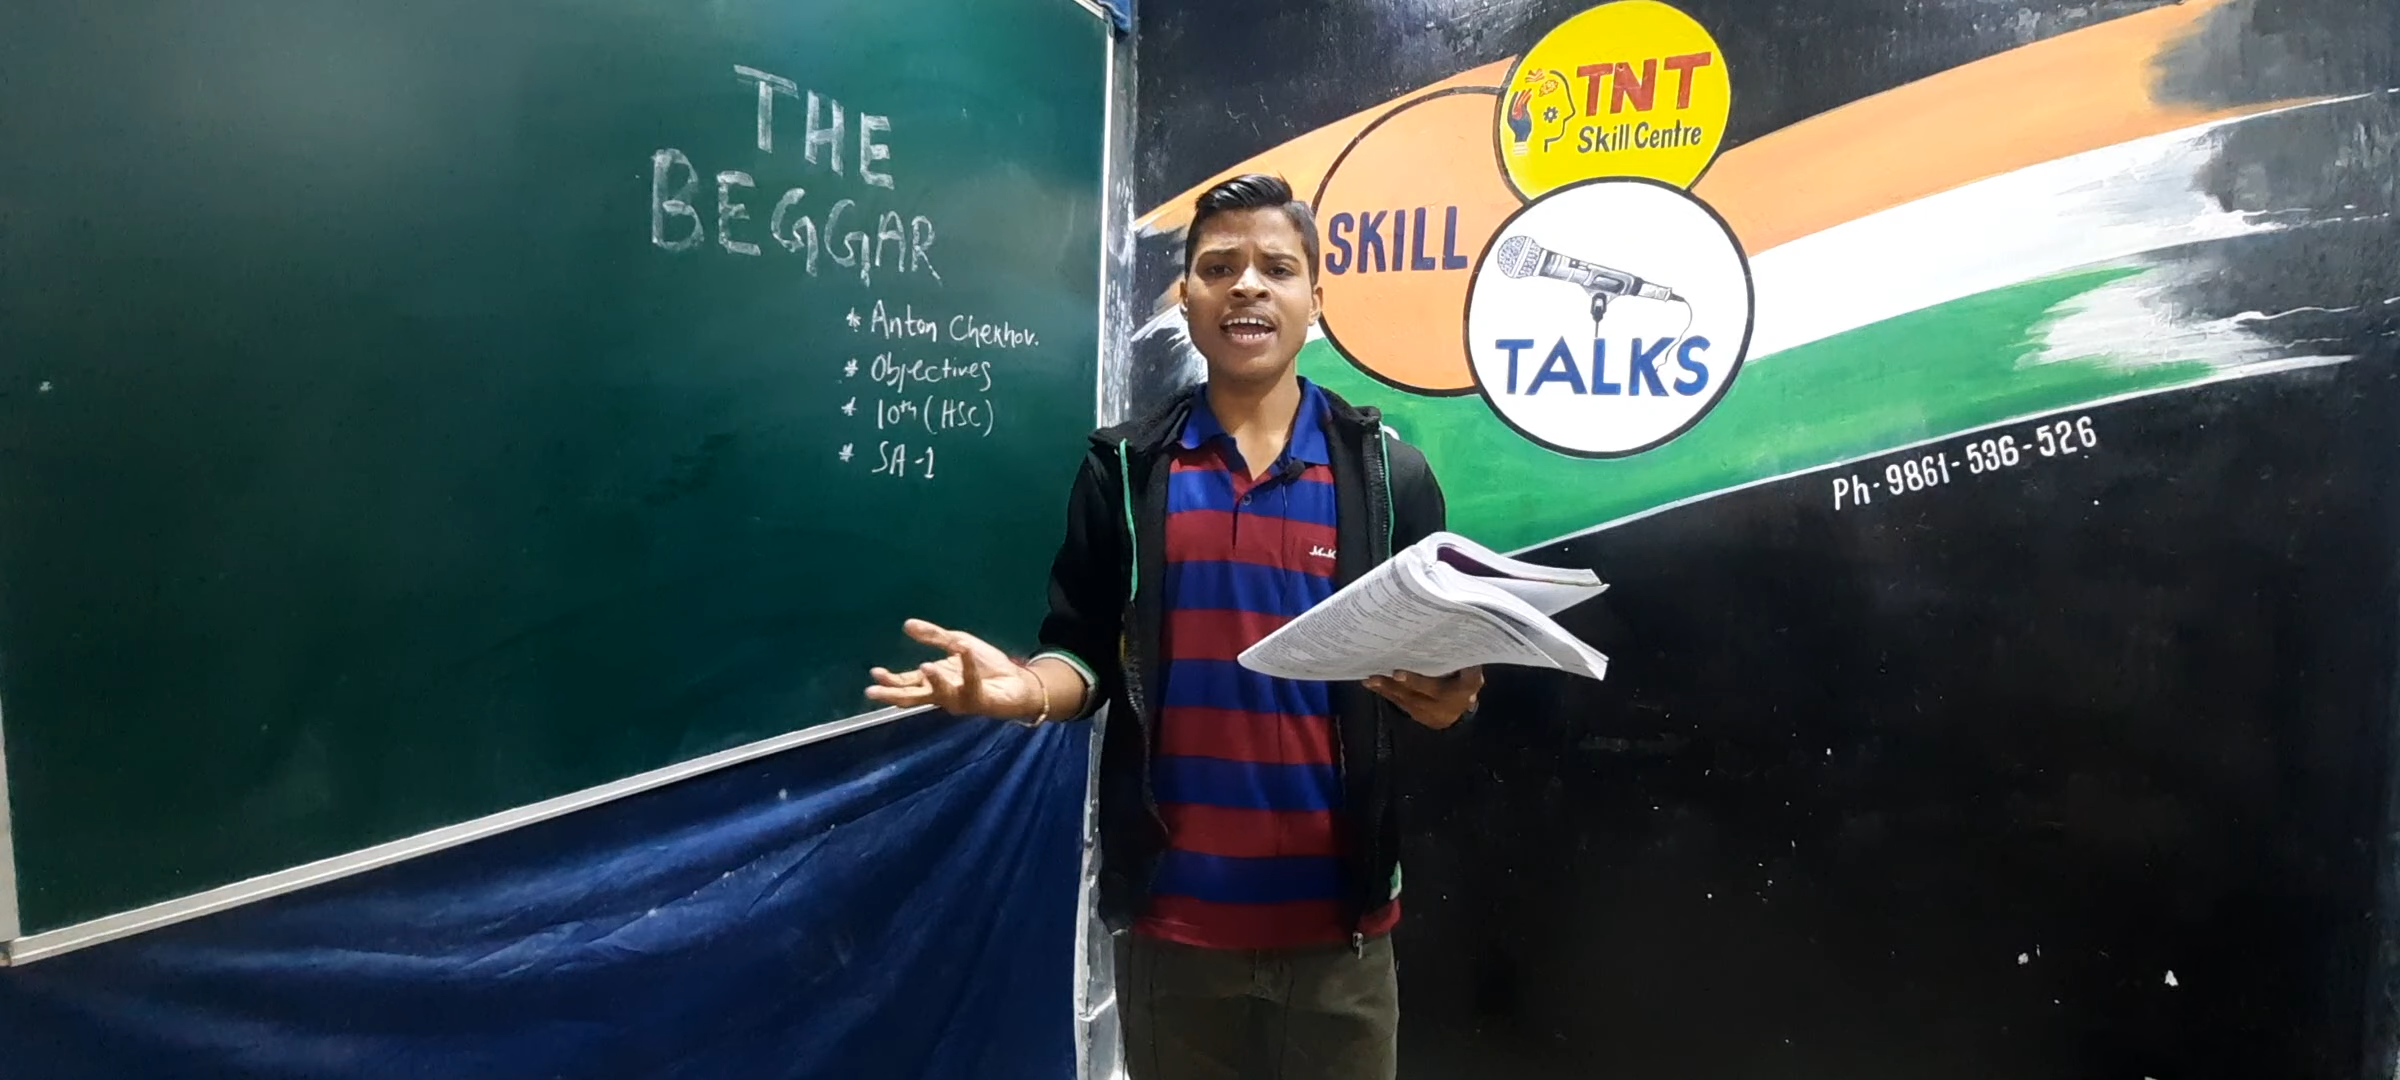 THE
BEGGAR
* Anton Chekhov.
* Objectives
* 10th (HSC)
* SA-1
TNT
Skill Centre
SKILL
TALKS
Ph-9861-536-526